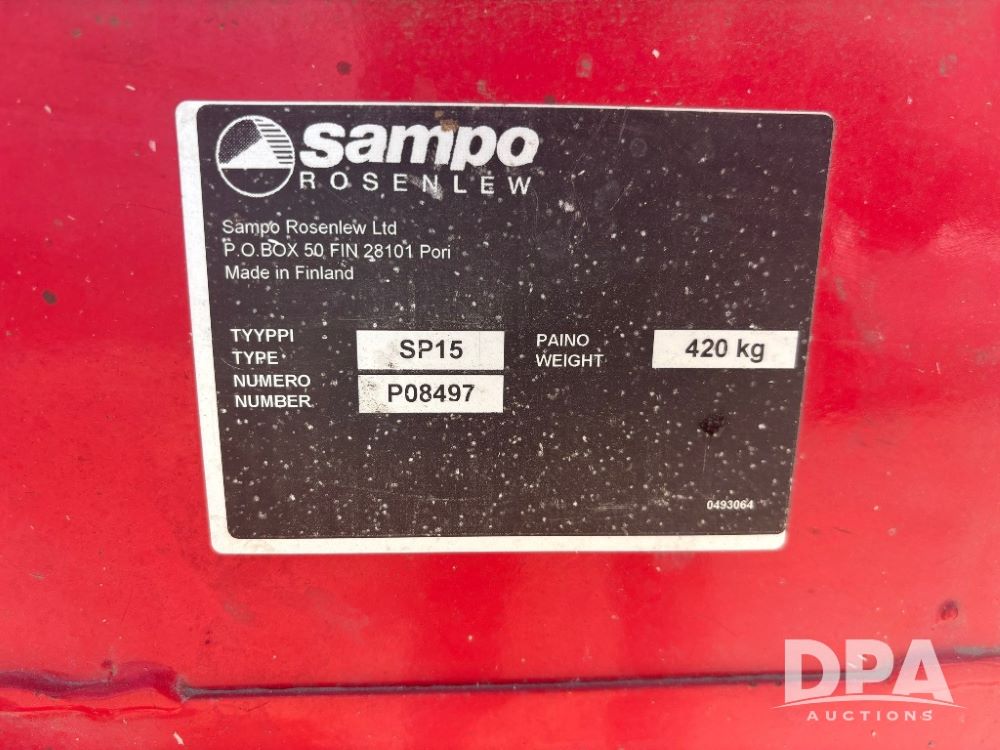 sampo
ROSENLEW
Sampo Rosenlew Ltd
P.O.BOX 50 FIN 28101 Pori
Made in Finland
TYYPPI
TYPE
SP15
PAINO
WEIGHT
420 kg
NUMERO
NUMBER
P08497
0493064
DPA
AUCTIONS